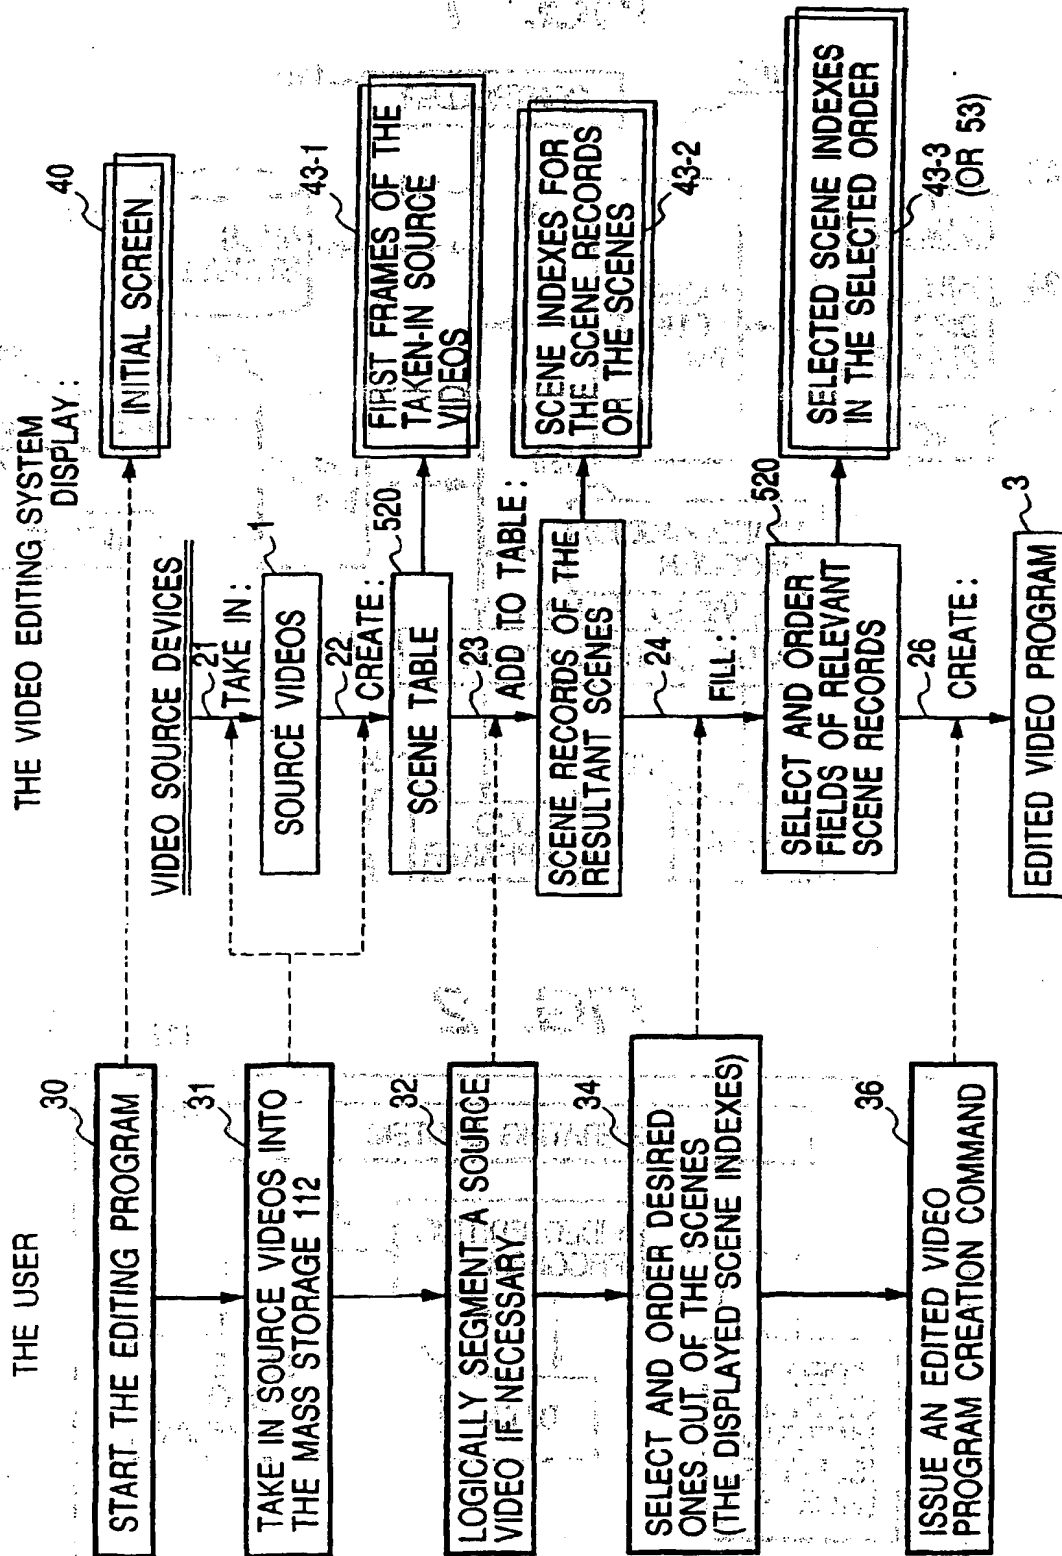 THE USER
30
START THE EDITING PROGRAM
31
TAKE IN SOURCE VIDEOS INTO
THE MASS STORAGE 112
32
LOGICALLY SEGMENT A SOURCE
VIDEO IF NECESSARY
34
SELECT AND ORDER DESIRED
ONES OUT OF THE SCENES
(THE DISPLAYED SCENE INDEXES)
36
ISSUE AN EDITED VIDEO
PROGRAM CREATION COMMAND
THE VIDEO EDITING SYSTEM
DISPLAY:
VIDEO SOURCE DEVICES
21
TAKE IN:
1
SOURCE VIDEOS
22
CREATE:
520
SCENE TABLE
23
ADD TO TABLE:
SCENE RECORDS OF THE
RESULTANT SCENES
24
FILL:
520
SELECT AND ORDER
FIELDS OF RELEVANT
SCENE RECORDS
26
CREATE:
3
EDITED VIDEO PROGRAM
40
INITIAL SCREEN
43-1
FIRST FRAMES OF THE
TAKEN-IN SOURCE
VIDEOS
SCENE INDEXES FOR
THE SCENE RECORDS
OR THE SCENES
43-2
SELECTED SCENE INDEXES
IN THE SELECTED ORDER
43-3
(OR 53)
FIG. 2